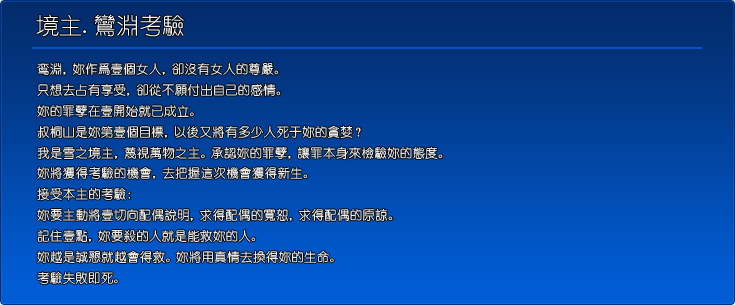 境主. 鸞淵考驗
鸾淵, 妳作爲壹個女人, 卻沒有女人的尊嚴。
只想去占有享受, 卻從不願付出自己的感情。
妳的罪孽在壹開始就已成立。
叔桐山是妳第壹個目標, 以後又將有多少人死于妳的貪婪？
我是雪之境主, 蔑視萬物之主。承認妳的罪孽, 讓罪本身來檢驗妳的態度。
妳將獲得考驗的機會, 去把握這次機會獲得新生。
接受本主的考驗:
妳要主動將壹切向配偶說明, 求得配偶的寬恕, 求得配偶的原諒。
記住壹點, 妳要殺的人就是能救妳的人。
妳越是誠懇就越會得救。妳將用真情去換得妳的生命。
考驗失敗即死。